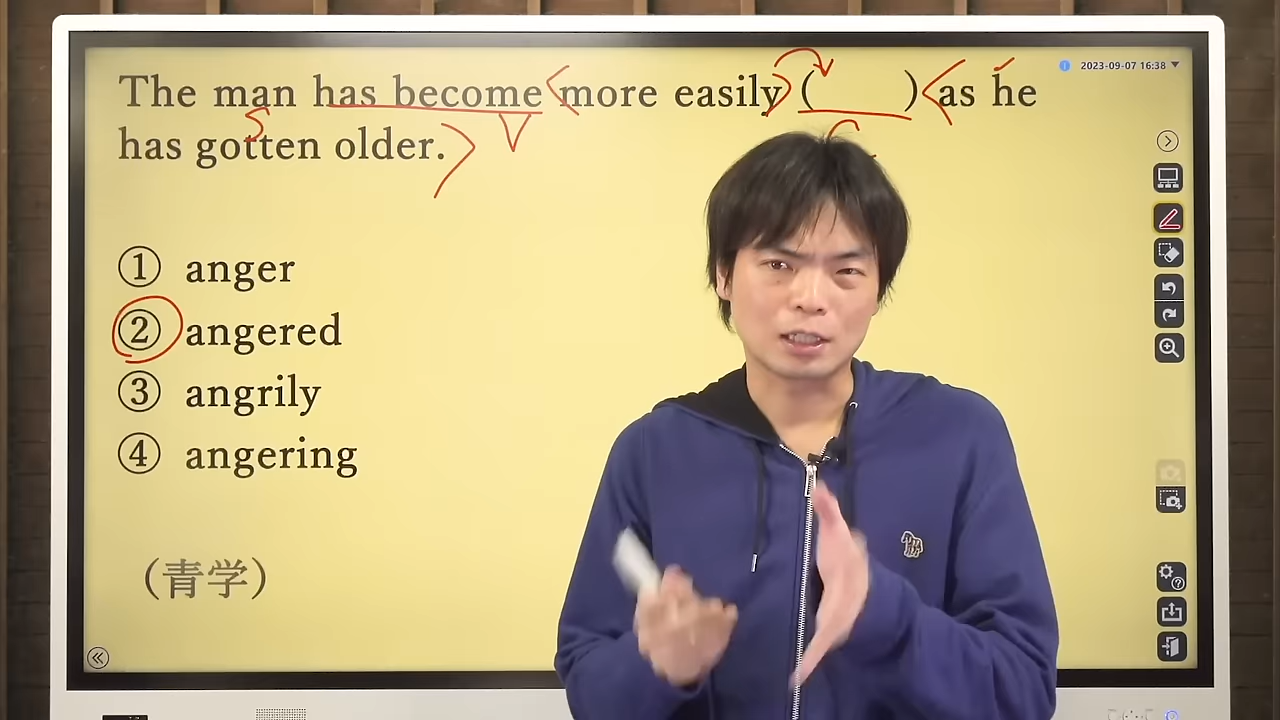 The man has become more easily ( ) as he
has gotten older.
S
V
C
① anger
② angered
③ angrily
④ angering
(青学)
2023-09-07 16:38